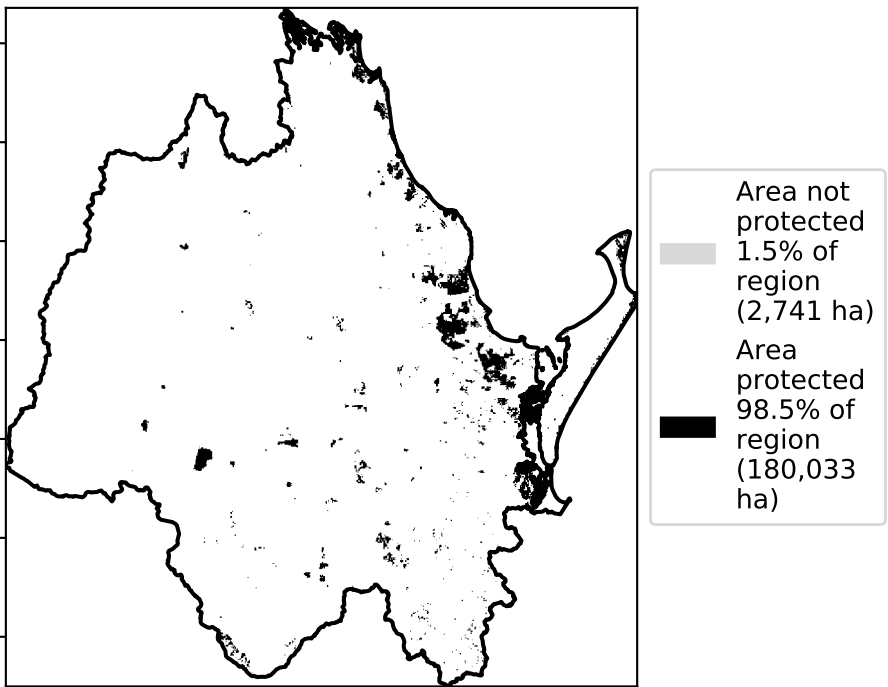 Area not
protected
1.5% of
region
(2,741 ha)
Area
protected
98.5% of
region
(180,033
ha)